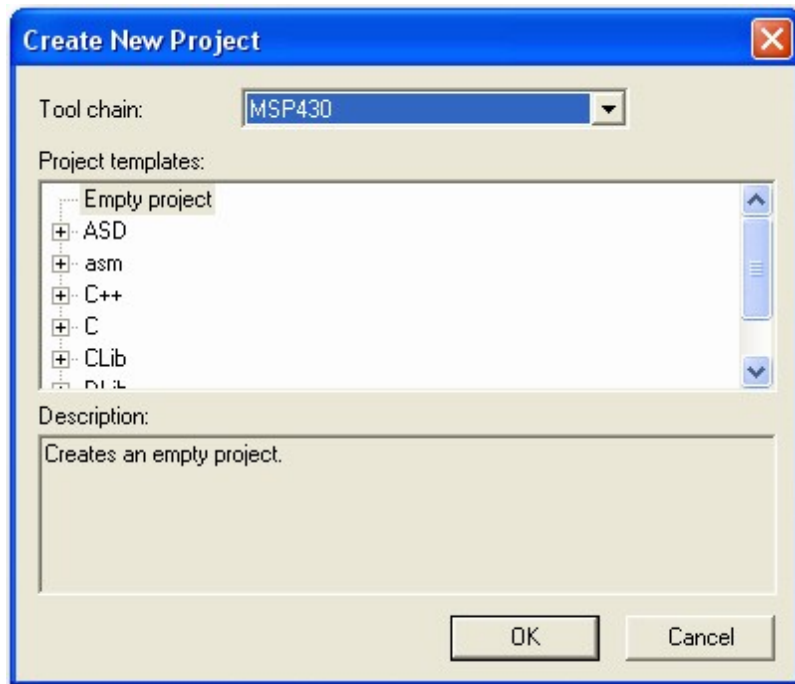 Create New Project
Tool chain: MSP430
Project templates:
Empty project
ASD
asm
C++
C
CLib
DLib
Description:
Creates an empty project.
OK Cancel